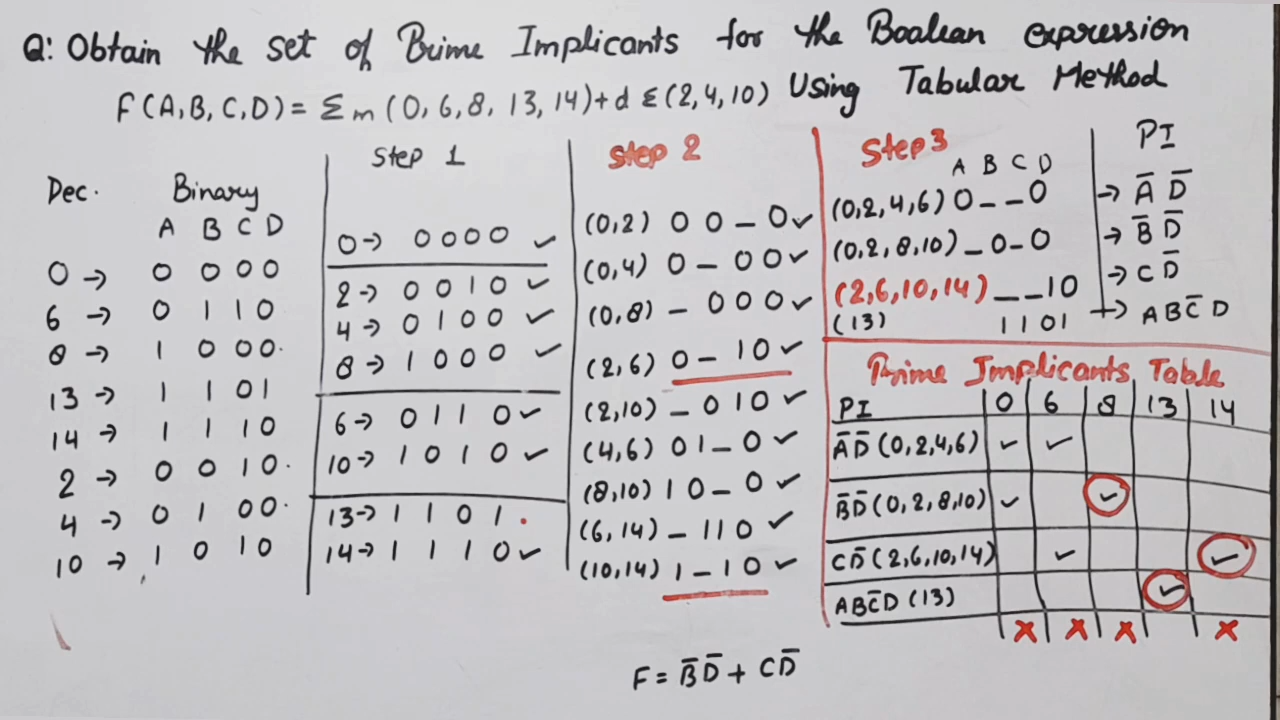 Q: Obtain the set of Prime Implicants for the Boolean expression
F(A,B,C,D) = Σm (0, 6, 8, 13, 14) + d Σ(2,4,10) Using Tabular Method
Dec. Binary
A B C D
0 → 0 0 0 0
6 → 0 1 1 0
8 → 1 0 0 0
13 → 1 1 0 1
14 → 1 1 1 0
2 → 0 0 1 0
4 → 0 1 0 0
10 → 1 0 1 0
Step 1
0 → 0 0 0 0 ✓
2 → 0 0 1 0 ✓
4 → 0 1 0 0 ✓
8 → 1 0 0 0 ✓
6 → 0 1 1 0 ✓
10 → 1 0 1 0 ✓
13 → 1 1 0 1 .
14 → 1 1 1 0 ✓
Step 2
(0,2) 0 0 _ 0 ✓
(0,4) 0 _ 0 0 ✓
(0,8) _ 0 0 0 ✓
(2,6) 0 _ 1 0 ✓
(2,10) _ 0 1 0 ✓
(4,6) 0 1 _ 0 ✓
(8,10) 1 0 _ 0 ✓
(6,14) _ 1 1 0 ✓
(10,14) 1 _ 1 0 ✓
Step 3 PI
A B C D
(0,2,4,6) 0 _ _ 0 → A̅ D̅
(0,2,8,10) _ 0 _ 0 → B̅ D̅
(2,6,10,14) _ _ 1 0 → C D̅
(13) 1 1 0 1 → A B C̅ D
Prime Implicants Table
PI 0 6 8 13 14
A̅D̅ (0,2,4,6) ✓ ✓
B̅D̅ (0,2,8,10) ✓ ✓
CD̅ (2,6,10,14) ✓ ✓
ABC̅D (13) ✓
× × × ×
F = B̅D̅ + CD̅